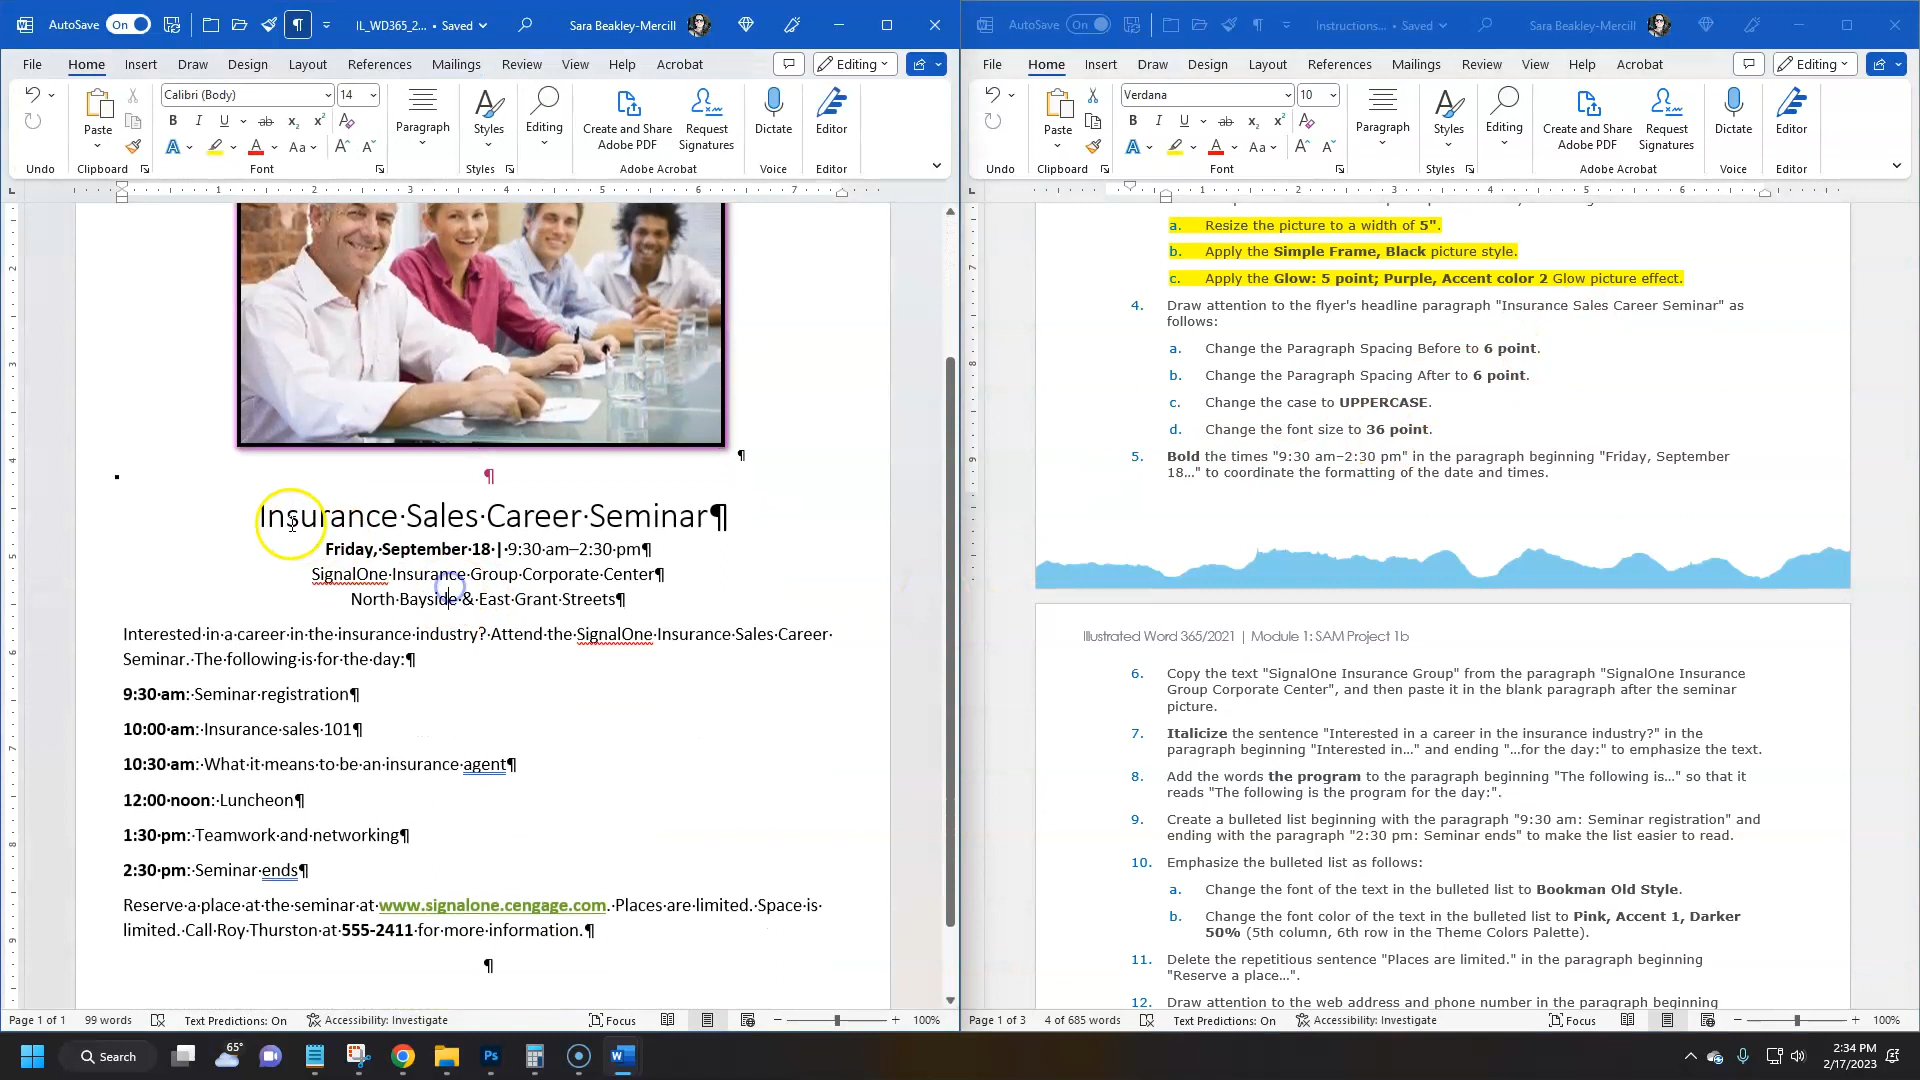 AutoSave On IL_WD365_2... • Saved Sara Beakley-Mercill
File Home Insert Draw Design Layout References Mailings Review View Help Acrobat Editing
Calibri (Body) 14
Paste Paragraph Styles Editing Create and Share Adobe PDF Request Signatures Dictate Editor
Undo Clipboard Font Styles Adobe Acrobat Voice Editor
Insurance·Sales·Career·Seminar¶
Friday,·September·18·|·9:30·am–2:30·pm¶
SignalOne·Insurance·Group·Corporate·Center¶
North·Bayside·&·East·Grant·Streets¶
Interested·in·a·career·in·the·insurance·industry?·Attend·the·SignalOne·Insurance·Sales·Career·
Seminar.·The·following·is·for·the·day:¶
9:30·am:·Seminar·registration¶
10:00·am:·Insurance·sales·101¶
10:30·am:·What·it·means·to·be·an·insurance·agent¶
12:00·noon:·Luncheon¶
1:30·pm:·Teamwork·and·networking¶
2:30·pm:·Seminar·ends¶
Reserve·a·place·at·the·seminar·at·www.signalone.cengage.com.·Places·are·limited.·Space·is·
limited.·Call·Roy·Thurston·at·555-2411·for·more·information.¶
¶
Page 1 of 1 99 words Text Predictions: On Accessibility: Investigate Focus 100%
AutoSave On Instructions... • Saved Sara Beakley-Mercill
File Home Insert Draw Design Layout References Mailings Review View Help Acrobat Editing
Verdana 10
Paste Paragraph Styles Editing Create and Share Adobe PDF Request Signatures Dictate Editor
Clipboard Font Styles Adobe Acrobat Voice Editor
a. Resize the picture to a width of 5".
b. Apply the Simple Frame, Black picture style.
c. Apply the Glow: 5 point; Purple, Accent color 2 Glow picture effect.
4. Draw attention to the flyer's headline paragraph "Insurance Sales Career Seminar" as
follows:
a. Change the Paragraph Spacing Before to 6 point.
b. Change the Paragraph Spacing After to 6 point.
c. Change the case to UPPERCASE.
d. Change the font size to 36 point.
5. Bold the times "9:30 am–2:30 pm" in the paragraph beginning "Friday, September
18…" to coordinate the formatting of the date and times.
Illustrated Word 365/2021 | Module 1: SAM Project 1b
6. Copy the text "SignalOne Insurance Group" from the paragraph "SignalOne Insurance
Group Corporate Center", and then paste it in the blank paragraph after the seminar
picture.
7. Italicize the sentence "Interested in a career in the insurance industry?" in the
paragraph beginning "Interested in…" and ending "…for the day:" to emphasize the text.
8. Add the words the program to the paragraph beginning "The following is…" so that it
reads "The following is the program for the day:".
9. Create a bulleted list beginning with the paragraph "9:30 am: Seminar registration" and
ending with the paragraph "2:30 pm: Seminar ends" to make the list easier to read.
10. Emphasize the bulleted list as follows:
a. Change the font of the text in the bulleted list to Bookman Old Style.
b. Change the font color of the text in the bulleted list to Pink, Accent 1, Darker
50% (5th column, 6th row in the Theme Colors Palette).
11. Delete the repetitious sentence "Places are limited." in the paragraph beginning
"Reserve a place…".
12. Draw attention to the web address and phone number in the paragraph beginning
Page 1 of 3 4 of 685 words Text Predictions: On Accessibility: Investigate Focus 100%
Search 65° 2:34 PM
2/17/2023